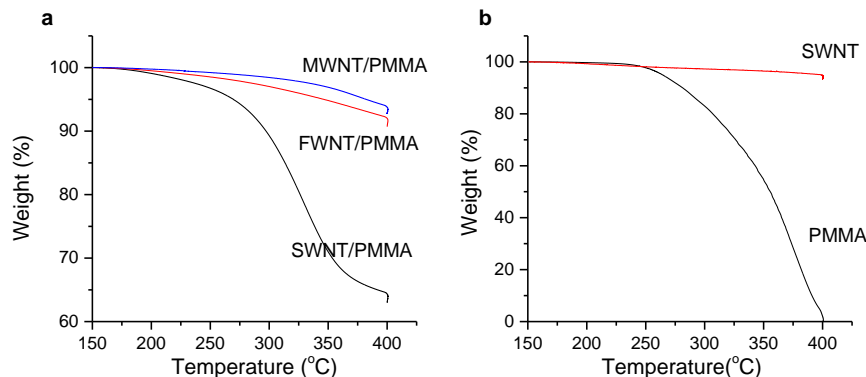 a
100
90
80
70
60
Weight (%)
MWNT/PMMA
FWNT/PMMA
SWNT/PMMA
150 200 250 300 350 400
Temperature (°C)
b
100
80
60
40
20
0
Weight (%)
SWNT
PMMA
150 200 250 300 350 400
Temperature(°C)